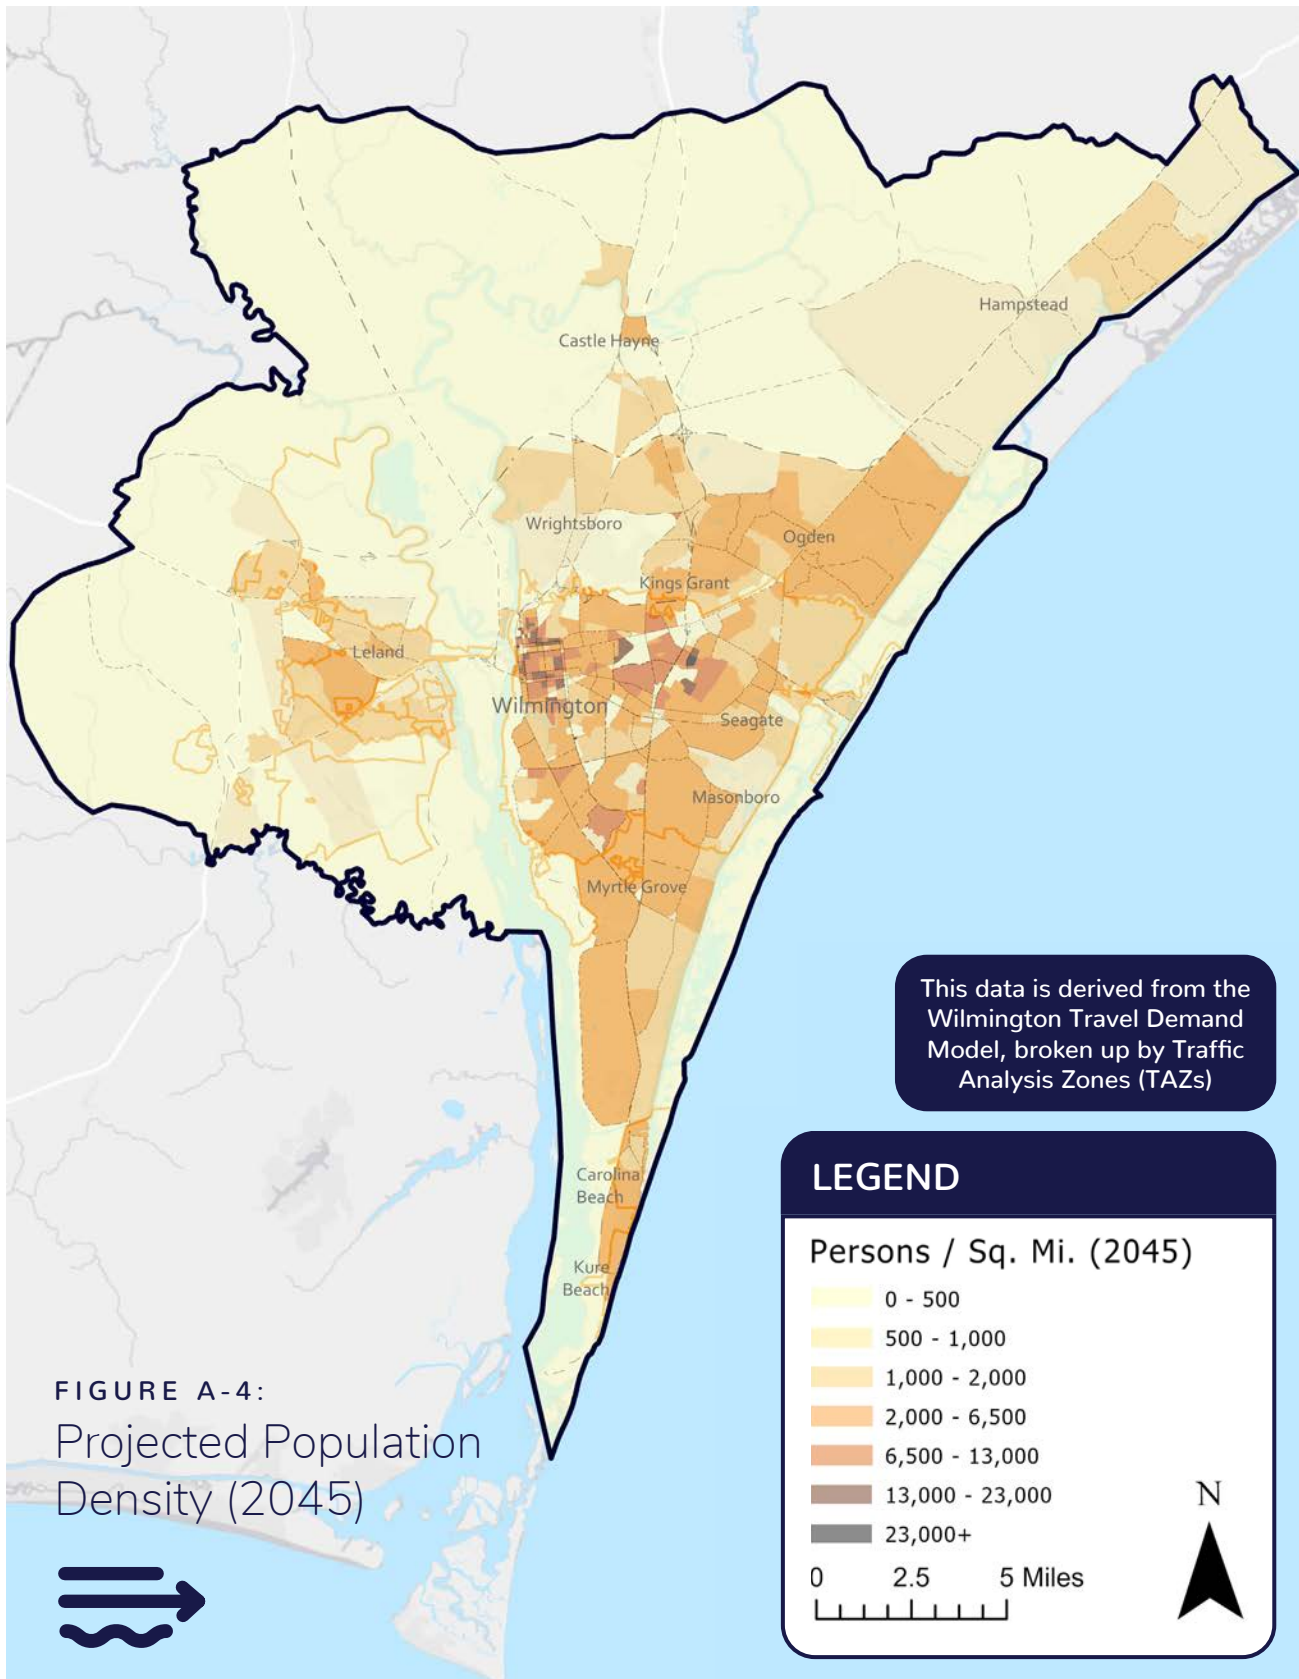 Hampstead
Castle Hayne
Wrightsboro
Ogden
Kings Grant
Leland
Wilmington
Seagate
Masonboro
Myrtle Grove
Carolina
Beach
Kure
Beach
This data is derived from the
Wilmington Travel Demand
Model, broken up by Traffic
Analysis Zones (TAZs)
LEGEND
Persons / Sq. Mi. (2045)
0 - 500
500 - 1,000
1,000 - 2,000
2,000 - 6,500
6,500 - 13,000
13,000 - 23,000
23,000+
0 2.5 5 Miles
N
FIGURE A-4:
Projected Population
Density (2045)